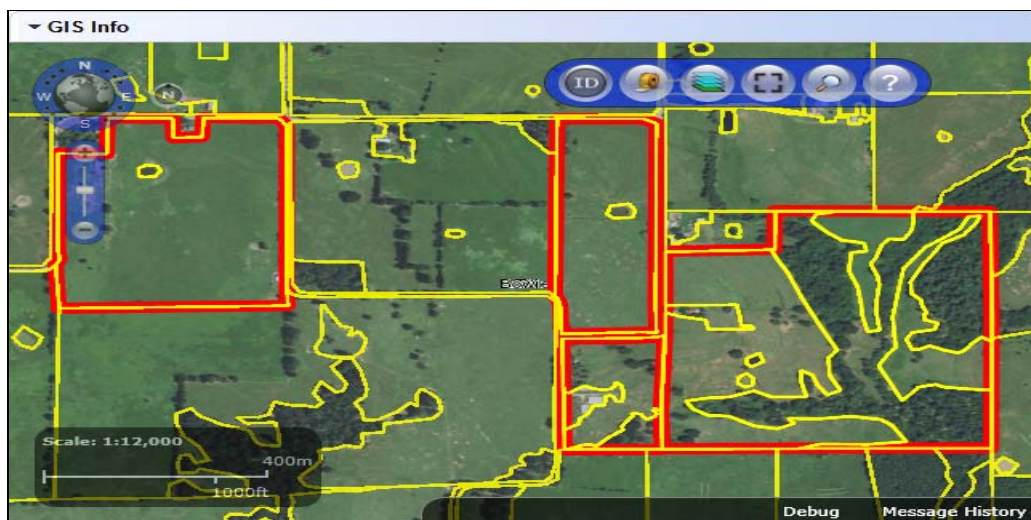 GIS Info
N
W E
S
N
ID
?
Scale: 1:12,000
400m
1000ft
Debug Message History